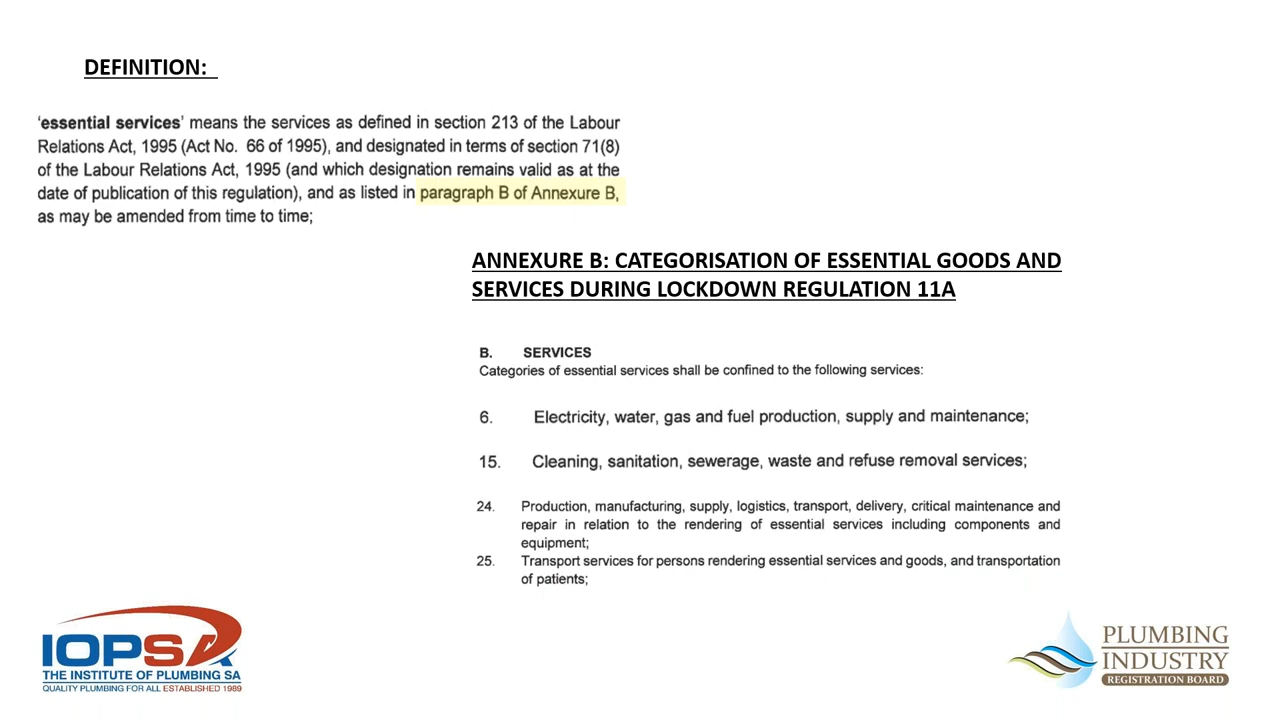 DEFINITION:
‘essential services’ means the services as defined in section 213 of the Labour
Relations Act, 1995 (Act No. 66 of 1995), and designated in terms of section 71(8)
of the Labour Relations Act, 1995 (and which designation remains valid as at the
date of publication of this regulation), and as listed in paragraph B of Annexure B,
as may be amended from time to time;
ANNEXURE B: CATEGORISATION OF ESSENTIAL GOODS AND
SERVICES DURING LOCKDOWN REGULATION 11A
B. SERVICES
Categories of essential services shall be confined to the following services:
6. Electricity, water, gas and fuel production, supply and maintenance;
15. Cleaning, sanitation, sewerage, waste and refuse removal services;
24. Production, manufacturing, supply, logistics, transport, delivery, critical maintenance and
repair in relation to the rendering of essential services including components and
equipment;
25. Transport services for persons rendering essential services and goods, and transportation
of patients;
IOPSA
THE INSTITUTE OF PLUMBING SA
QUALITY PLUMBING FOR ALL ESTABLISHED 1989
PLUMBING
INDUSTRY
REGISTRATION BOARD